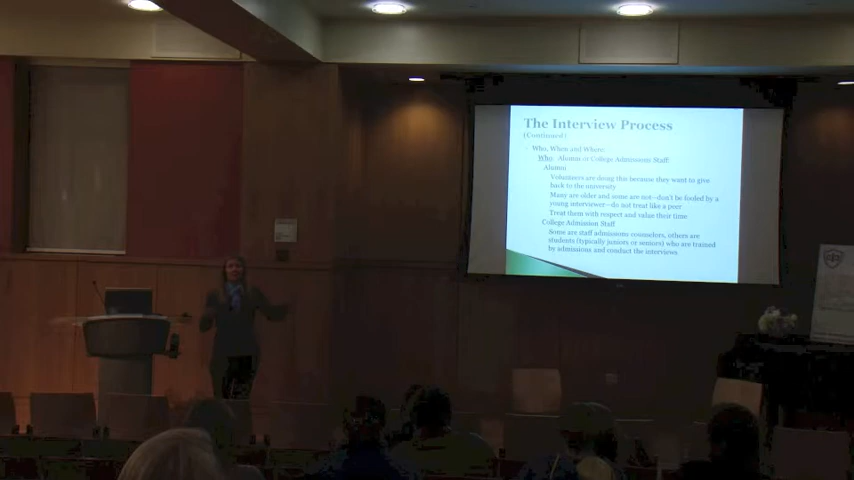 The Interview Process
(Continued)
Who, When and Where:
Who: Alumni or College Admissions Staff:
Alumni
Volunteers are doing this because they want to give
back to the university
Many are older and some are not--don't be fooled by a
young interviewer--do not treat like a peer
Treat them with respect and value their time
College Admission Staff
Some are staff admissions counselors, others are
students (typically juniors or seniors) who are trained
by admissions and conduct the interviews